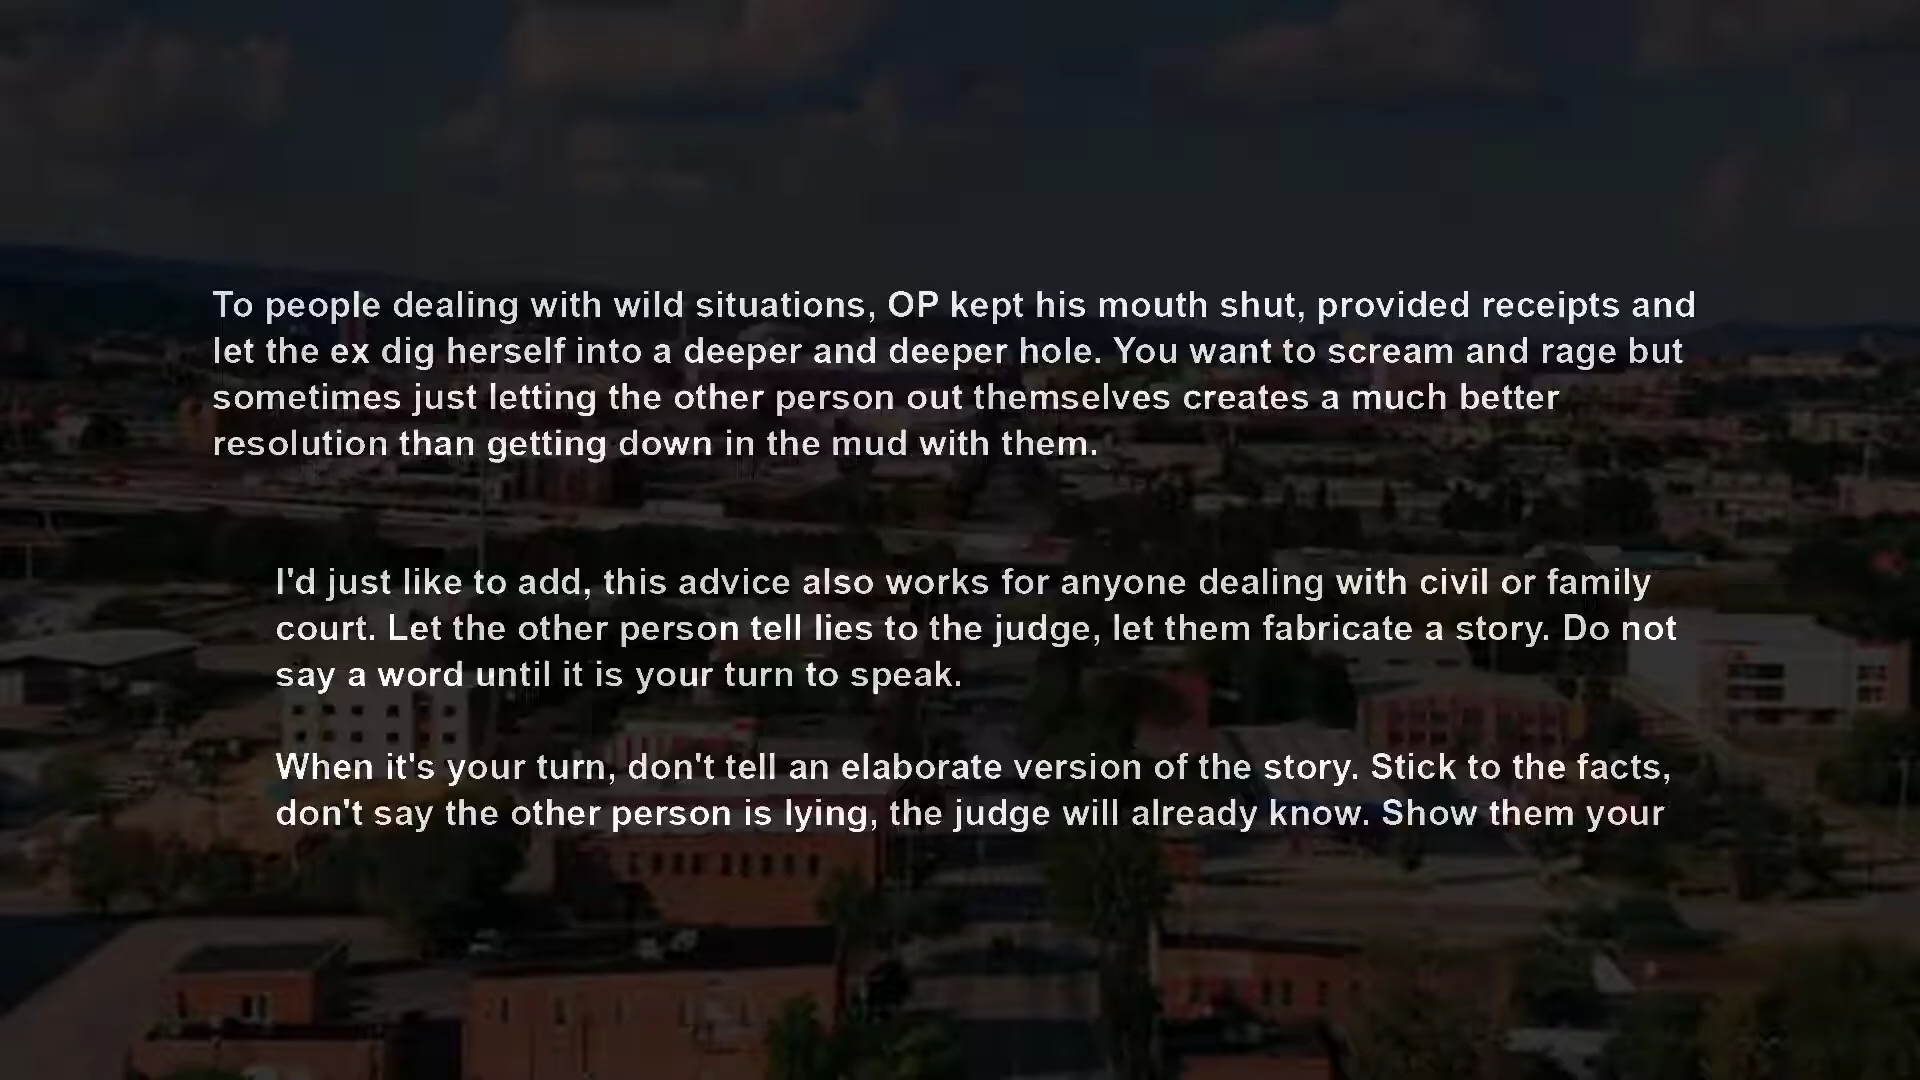 To people dealing with wild situations, OP kept his mouth shut, provided receipts and
let the ex dig herself into a deeper and deeper hole. You want to scream and rage but
sometimes just letting the other person out themselves creates a much better
resolution than getting down in the mud with them.
I'd just like to add, this advice also works for anyone dealing with civil or family
court. Let the other person tell lies to the judge, let them fabricate a story. Do not
say a word until it is your turn to speak.
When it's your turn, don't tell an elaborate version of the story. Stick to the facts,
don't say the other person is lying, the judge will already know. Show them your